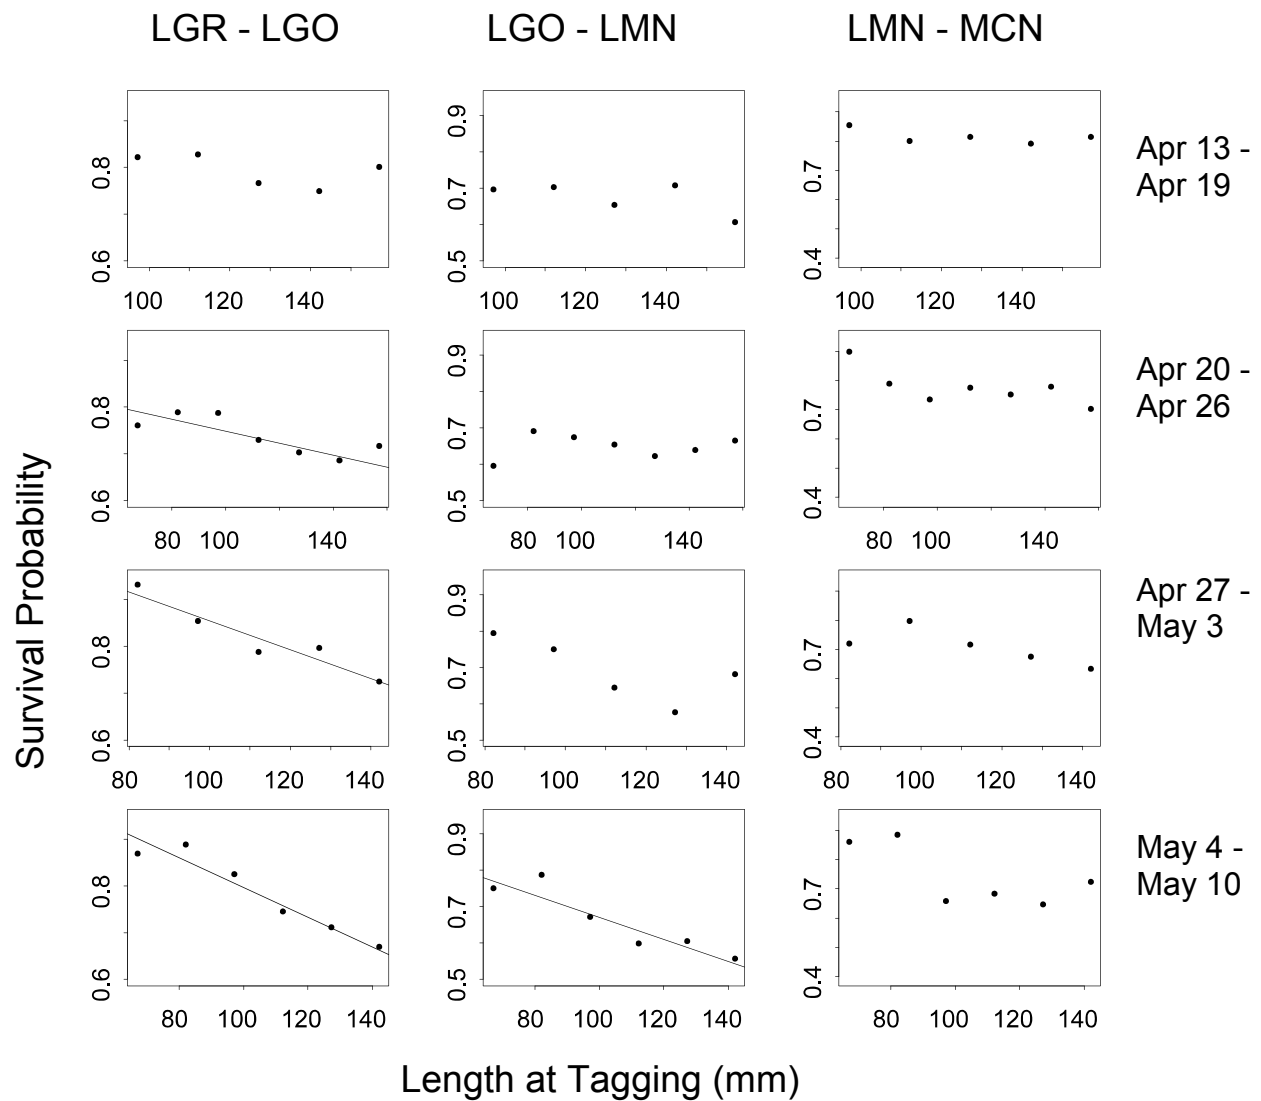 LGR - LGO
LGO - LMN
LMN - MCN
0.6 0.8
100 120 140
0.5 0.7 0.9
100 120 140
0.4 0.7
100 120 140
Apr 13 -
Apr 19
0.6 0.8
80 100 140
0.5 0.7 0.9
80 100 140
0.4 0.7
80 100 140
Apr 20 -
Apr 26
0.6 0.8
80 100 120 140
0.5 0.7 0.9
80 100 120 140
0.4 0.7
80 100 120 140
Apr 27 -
May 3
0.6 0.8
80 100 120 140
0.5 0.7 0.9
80 100 120 140
0.4 0.7
80 100 120 140
May 4 -
May 10
Survival Probability
Length at Tagging (mm)